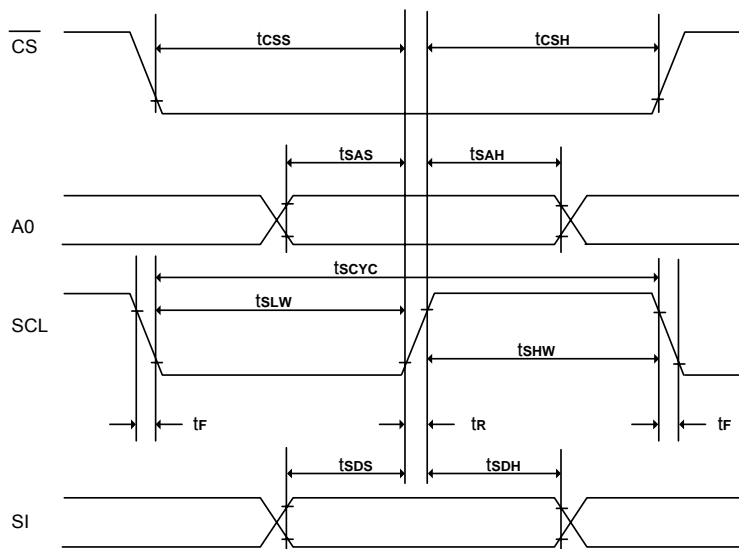 tCSS tCSH
CS
tSAS tSAH
A0
tSCYC
tSLW
SCL
tSHW
tF tR tF
tSDS tSDH
SI